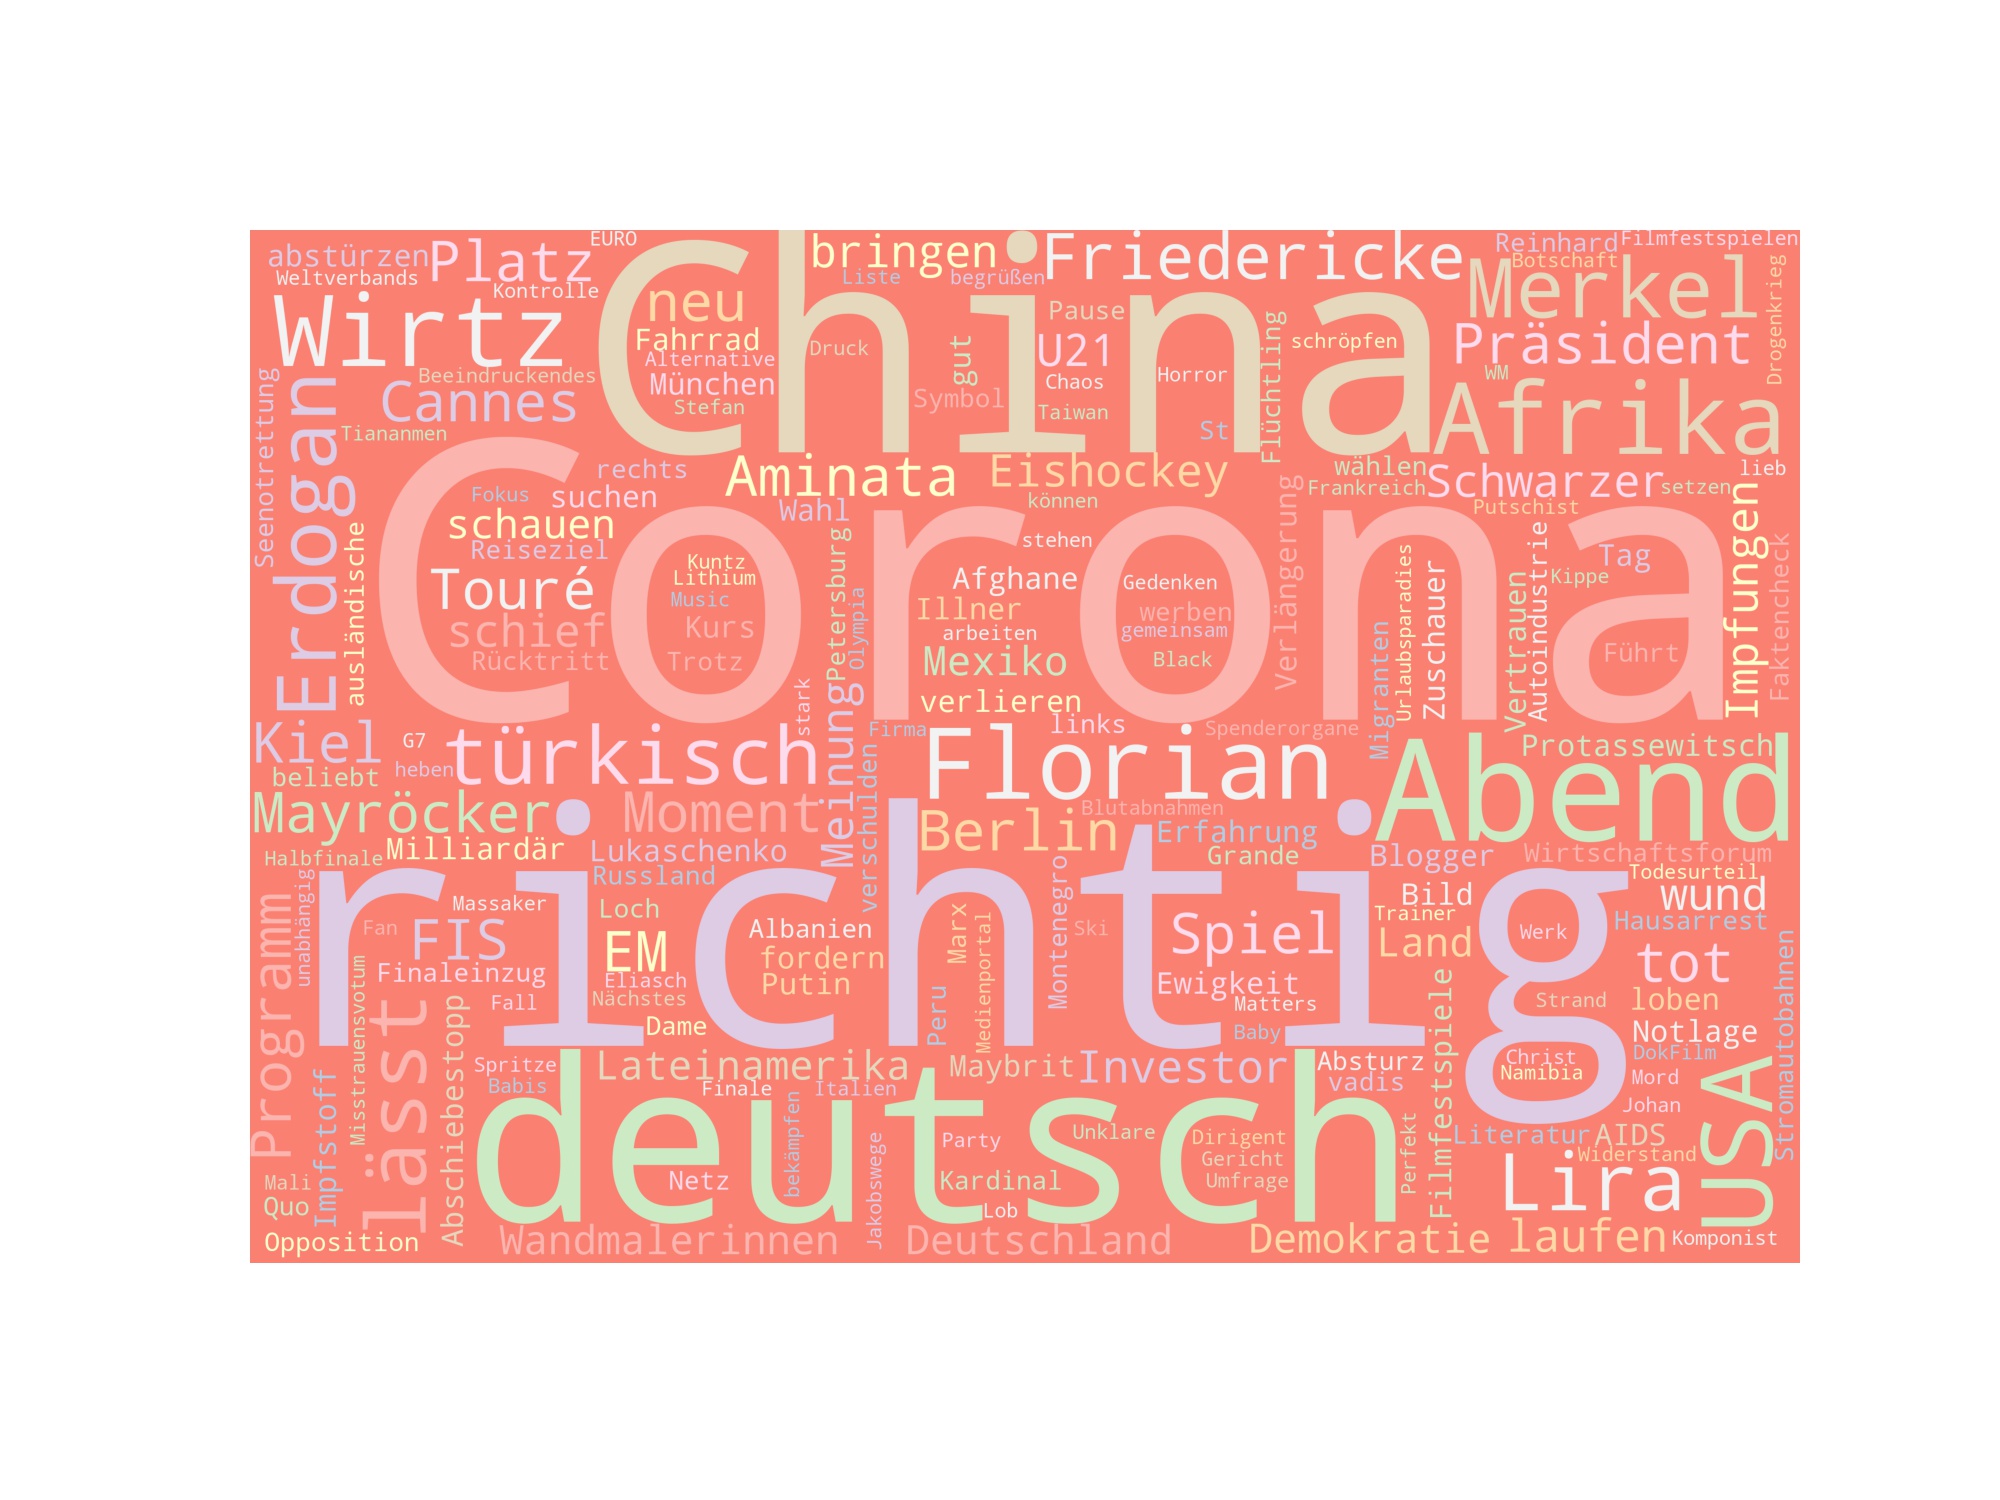 EURO
China
bringen
Friedericke
Reinhard
Filmfestspielen
abstürzen
Platz
Weltverbands
Kontrolle
Liste
begrüßen
Botschaft
Merkel
Drogenkrieg
Wirtz
neu
Pause
Fahrrad
Alternative
Druck
gut
U21
schröpfen
Präsident
Beeindruckendes
München
Chaos
Horror
WM
Seenotrettung
Erdogan
Cannes
Stefan
Symbol
Taiwan
Flüchtling
Afrika
Tiananmen
St
Corona
rechts
Aminata
Eishockey
wählen
Schwarzer
lieb
Fokus
suchen
können
Frankreich
setzen
schauen
Wahl
Putschist
ausländische
Reiseziel
stehen
Verlängerung
Impfungen
Kuntz
Lithium
Petersburg
Afghane
Gedenken
Urlaubsparadies
Zuschauer
Autoindustrie
Tag
Kippe
Faktencheck
Touré
Music
Olympia
Illner
werben
Vertrauen
schief
Kurs
arbeiten
gemeinsam
Migranten
Führt
Rücktritt
Trotz
Mexiko
Black
stark
Meinung
verlieren
Kiel
G7
türkisch
Firma
links
Spenderorgane
Abend
Protassewitsch
beliebt
heben
verschulden
Florian
Mayröcker
Moment
Blutabnahmen
richtig
Berlin
Erfahrung
Halbfinale
Milliardär
Lukaschenko
Grande
Blogger
Wirtschaftsforum
unabhängig
Russland
Montenegro
Todesurteil
Programm
Massaker
Loch
Marx
Bild
wund
Fan
FIS
EM
Albanien
Medienportal
Ski
Spiel
Trainer
Land
Werk
Hausarrest
Misstrauensvotum
Finaleinzug
fordern
Stromautobahnen
tot
Eliasch
Putin
Ewigkeit
Filmfestspiele
lässt
Abschiebestopp
Fall
Nächstes
Peru
Matters
Strand
loben
Dame
Baby
Notlage
Impfstoff
Spritze
Lateinamerika
Maybrit
Investor
Absturz
Christ
DokFilm
USA
Babis
Finale
Italien
vadis
Namibia
Mord
deutsch
bekämpfen
Johan
Jakobswege
Party
Unklare
Dirigent
Perfekt
Literatur
AIDS
Mali
Netz
Kardinal
Gericht
Widerstand
Quo
Umfrage
Lira
Lob
Opposition
Wandmalerinnen
Deutschland
Demokratie
laufen
Komponist